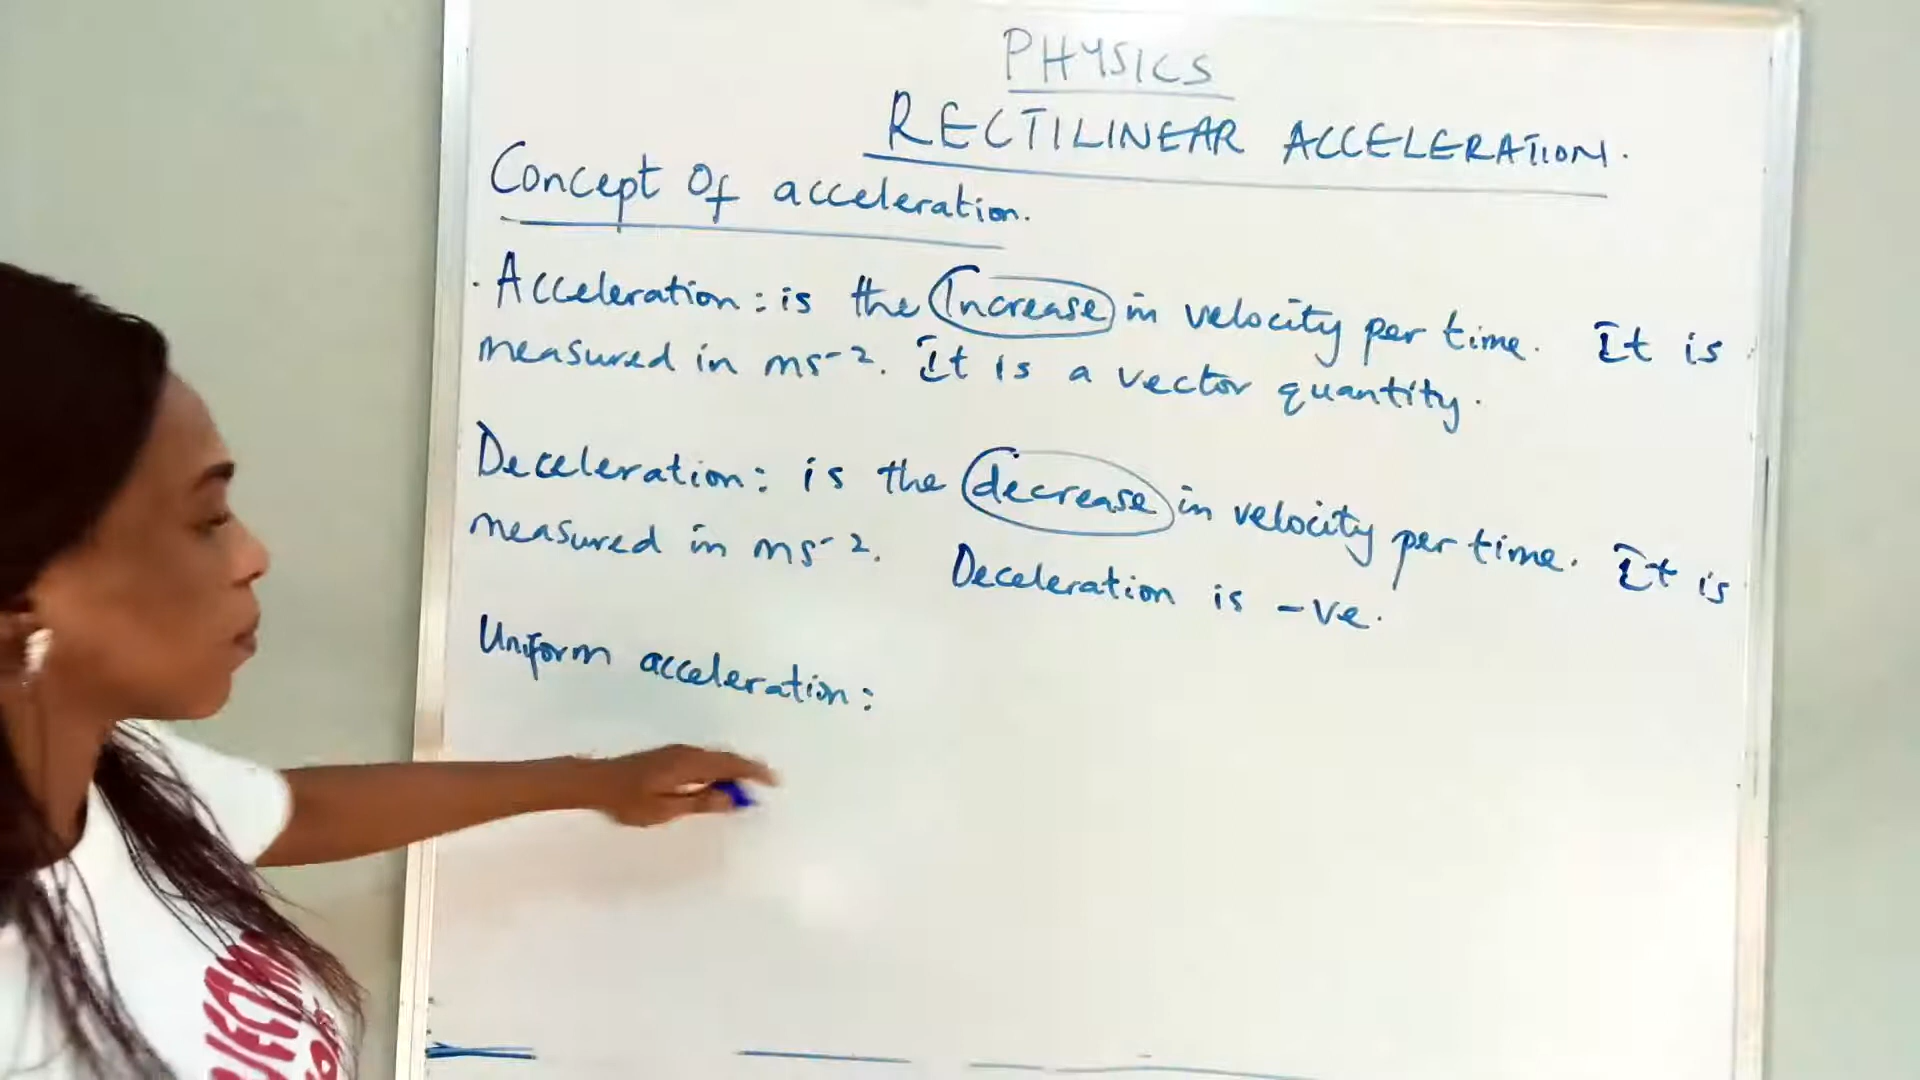 PHYSICS
RECTILINEAR ACCELERATION.
Concept Of acceleration.
· Acceleration: is the Increase in velocity per time. It is
measured in ms⁻². It is a vector quantity.
Deceleration: is the decrease in velocity per time. It is
measured in ms⁻². Deceleration is -ve.
Uniform acceleration: